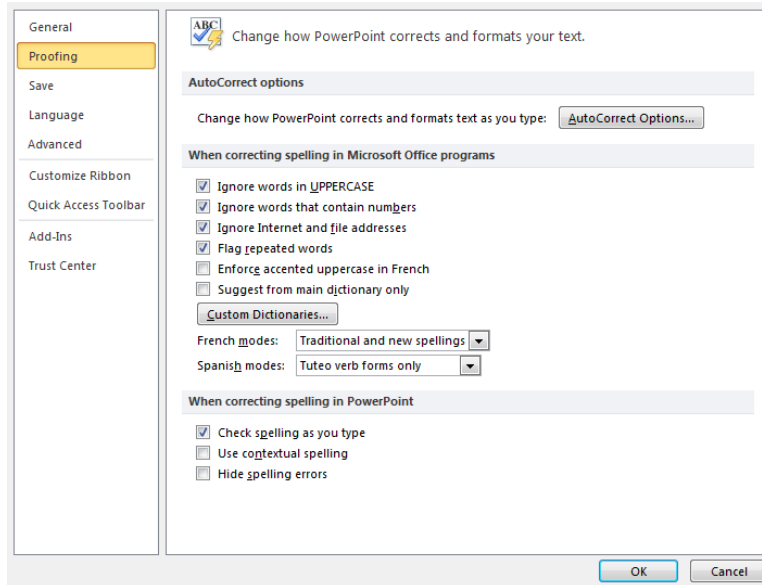 General
Proofing
Save
Language
Advanced
Customize Ribbon
Quick Access Toolbar
Add-Ins
Trust Center
ABC
Change how PowerPoint corrects and formats your text.
AutoCorrect options
Change how PowerPoint corrects and formats text as you type: AutoCorrect Options...
When correcting spelling in Microsoft Office programs
Ignore words in UPPERCASE
Ignore words that contain numbers
Ignore Internet and file addresses
Flag repeated words
Enforce accented uppercase in French
Suggest from main dictionary only
Custom Dictionaries...
French modes: Traditional and new spellings
Spanish modes: Tuteo verb forms only
When correcting spelling in PowerPoint
Check spelling as you type
Use contextual spelling
Hide spelling errors
OK Cancel